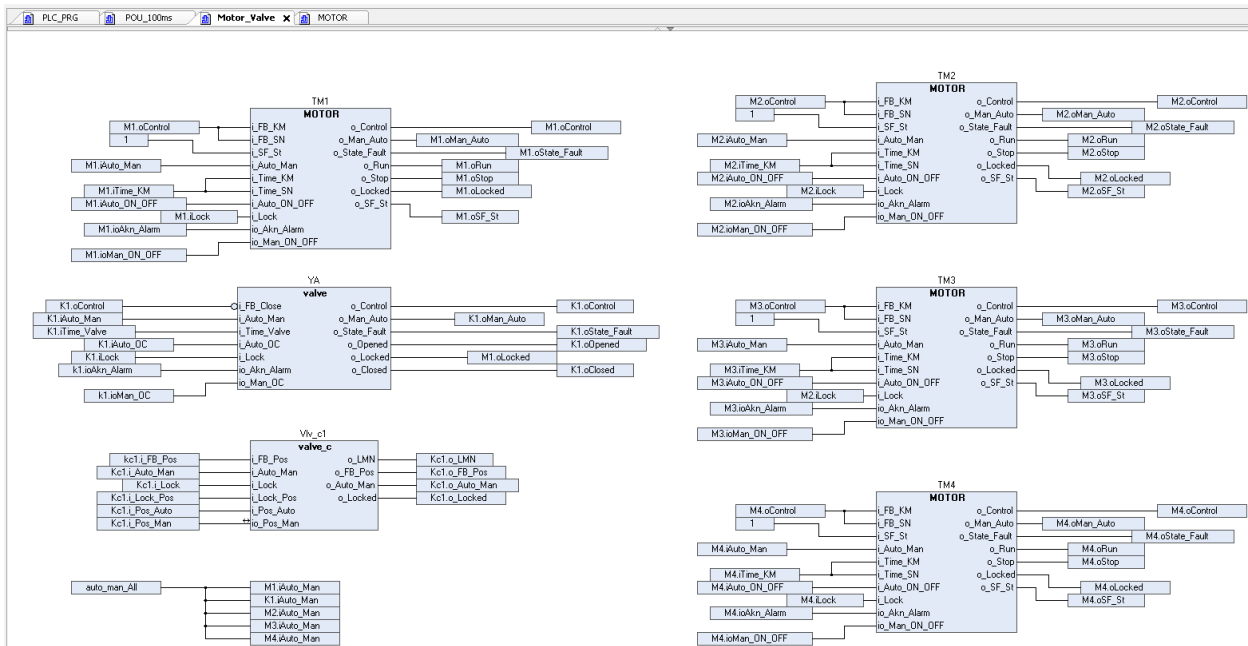 PLC_PRG POU_100ms Motor_Valve MOTOR
TM1
MOTOR
M1.oControl i_FB_KM o_Control M1.oControl
1 i_FB_SN o_Man_Auto M1.oMan_Auto
i_SF_St o_State_Fault M1.oState_Fault
M1.iAuto_Man i_Auto_Man o_Run M1.oRun
i_Time_KM o_Stop M1.oStop
M1.iTime_KM i_Time_SN o_Locked M1.oLocked
M1.iAuto_ON_OFF i_Auto_ON_OFF o_SF_St
M1.iLock i_Lock M1.oSF_St
M1.ioAkn_Alarm io_Akn_Alarm
M1.ioMan_ON_OFF io_Man_ON_OFF
YA
valve
K1.oControl i_FB_Close o_Control K1.oControl
K1.iAuto_Man i_Auto_Man o_Man_Auto K1.oMan_Auto
K1.iTime_Valve i_Time_Valve o_State_Fault K1.oState_Fault
K1.iAuto_OC i_Auto_OC o_Opened K1.oOpened
K1.iLock i_Lock o_Locked M1.oLocked
k1.ioAkn_Alarm io_Akn_Alarm o_Closed K1.oClosed
k1.ioMan_OC io_Man_OC
Vlv_c1
valve_c
kc1.i_FB_Pos i_FB_Pos o_LMN Kc1.o_LMN
Kc1.i_Auto_Man i_Auto_Man o_FB_Pos Kc1.o_FB_Pos
Kc1.i_Lock i_Lock o_Auto_Man Kc1.o_Auto_Man
Kc1.i_Lock_Pos i_Lock_Pos o_Locked Kc1.o_Locked
Kc1.i_Pos_Auto i_Pos_Auto
Kc1.i_Pos_Man io_Pos_Man
auto_man_All M1.iAuto_Man
K1.iAuto_Man
M2.iAuto_Man
M3.iAuto_Man
M4.iAuto_Man
TM2
MOTOR
M2.oControl i_FB_KM o_Control M2.oControl
1 i_FB_SN o_Man_Auto M2.oMan_Auto
i_SF_St o_State_Fault M2.oState_Fault
M2.iAuto_Man i_Auto_Man o_Run M2.oRun
i_Time_KM o_Stop M2.oStop
M2.iTime_KM i_Time_SN o_Locked
M2.iAuto_ON_OFF i_Auto_ON_OFF o_SF_St M2.oLocked
M2.iLock i_Lock M2.oSF_St
M2.ioAkn_Alarm io_Akn_Alarm
M2.ioMan_ON_OFF io_Man_ON_OFF
TM3
MOTOR
M3.oControl i_FB_KM o_Control M3.oControl
1 i_FB_SN o_Man_Auto M3.oMan_Auto
i_SF_St o_State_Fault M3.oState_Fault
M3.iAuto_Man i_Auto_Man o_Run M3.oRun
i_Time_KM o_Stop M3.oStop
M3.iTime_KM i_Time_SN o_Locked
M3.iAuto_ON_OFF i_Auto_ON_OFF o_SF_St M3.oLocked
M2.iLock i_Lock M3.oSF_St
M3.ioAkn_Alarm io_Akn_Alarm
M3.ioMan_ON_OFF io_Man_ON_OFF
TM4
MOTOR
M4.oControl i_FB_KM o_Control M4.oControl
1 i_FB_SN o_Man_Auto M4.oMan_Auto
i_SF_St o_State_Fault M4.oState_Fault
M4.iAuto_Man i_Auto_Man o_Run M4.oRun
i_Time_KM o_Stop M4.oStop
M4.iTime_KM i_Time_SN o_Locked
M4.iAuto_ON_OFF i_Auto_ON_OFF o_SF_St M4.oLocked
M4.iLock i_Lock M4.oSF_St
M4.ioAkn_Alarm io_Akn_Alarm
M4.ioMan_ON_OFF io_Man_ON_OFF